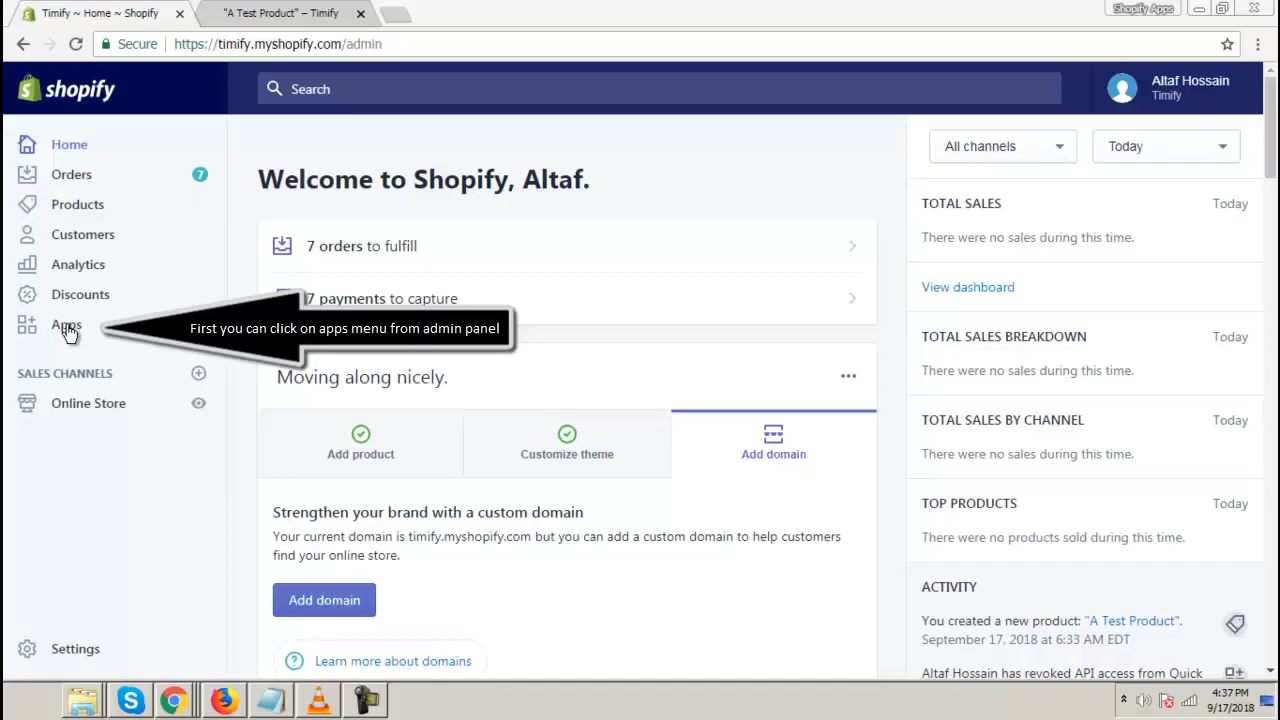 Timify ~ Home ~ Shopify
"A Test Product" – Timify
Shopify Apps
Secure
https://timify.myshopify.com/admin
shopify
Search
Altaf Hossain
Timify
Home
Orders
7
Products
Customers
Analytics
Discounts
Apps
SALES CHANNELS
Online Store
Settings
Welcome to Shopify, Altaf.
7 orders to fulfill
7 payments to capture
First you can click on apps menu from admin panel
Moving along nicely.
Add product
Customize theme
Add domain
Strengthen your brand with a custom domain
Your current domain is timify.myshopify.com but you can add a custom domain to help customers
find your online store.
Add domain
Learn more about domains
All channels
Today
TOTAL SALES
Today
There were no sales during this time.
View dashboard
TOTAL SALES BREAKDOWN
Today
There were no sales during this time.
TOTAL SALES BY CHANNEL
Today
There were no sales during this time.
TOP PRODUCTS
Today
There were no products sold during this time.
ACTIVITY
You created a new product: "A Test Product".
September 17, 2018 at 6:33 AM EDT
Altaf Hossain has revoked API access from Quick
4:37 PM
9/17/2018